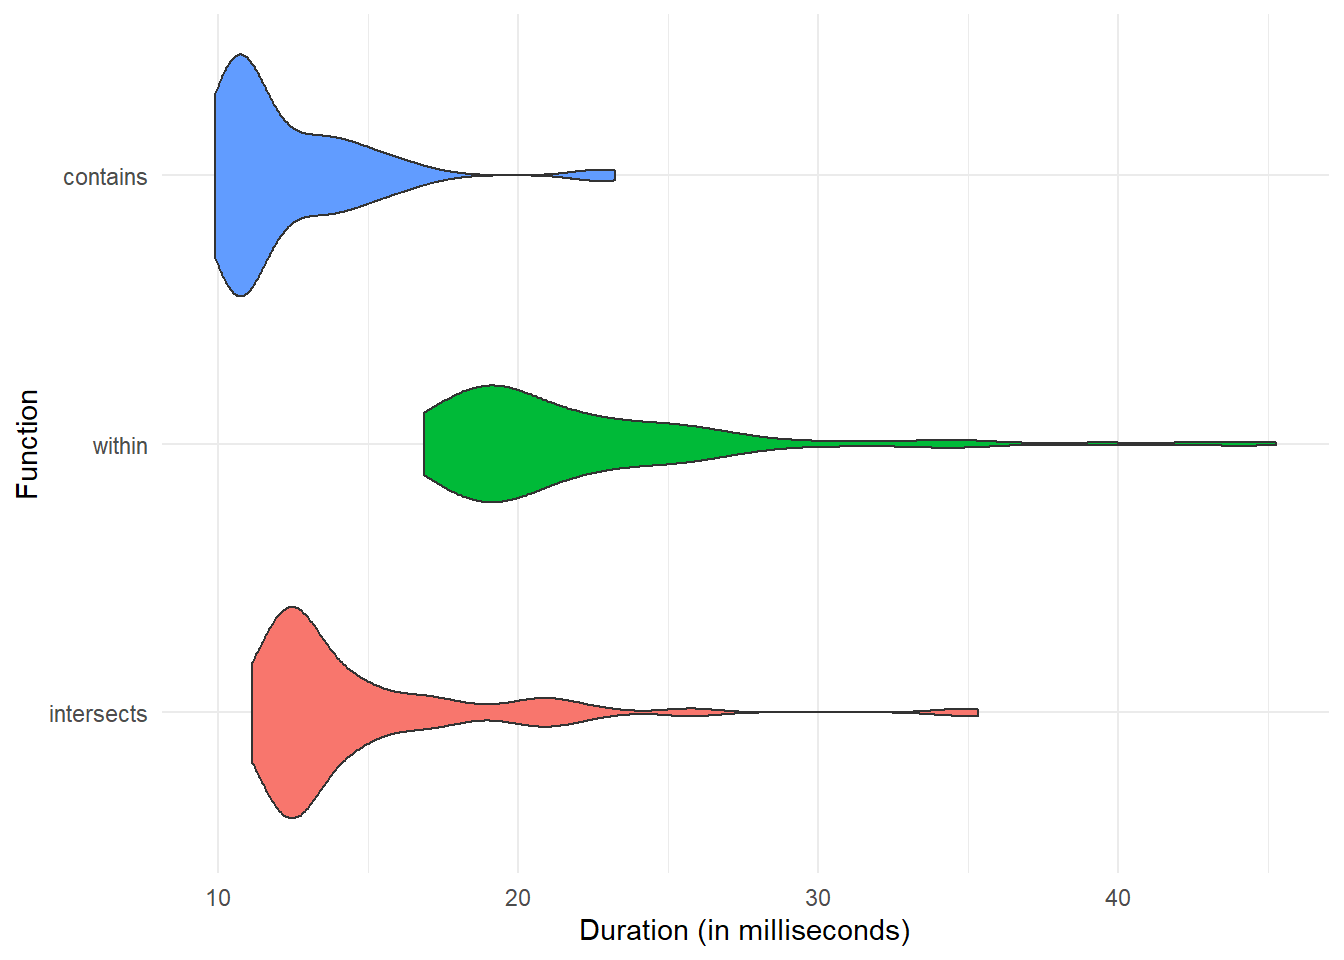 contains
within
intersects
Function
10 20 30 40
Duration (in milliseconds)